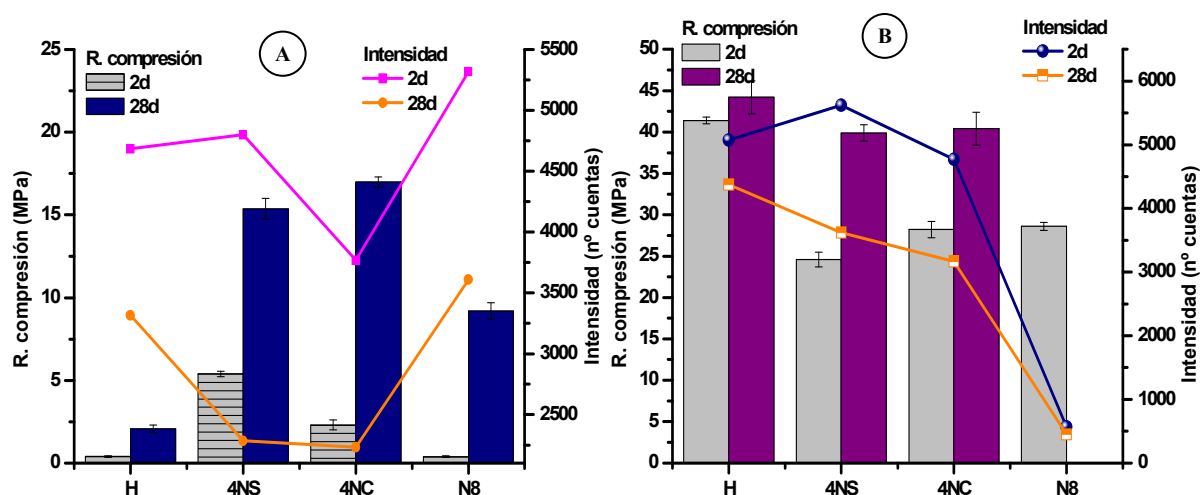 A
R. compresión
2d
28d
Intensidad
2d
28d
R. compresión (MPa)
25
20
15
10
5
0
H
4NS
4NC
N8
5500
5000
4500
4000
3500
3000
2500
Intensidad (nº cuentas)
B
R. compresión
2d
28d
Intensidad
2d
28d
R. compresión (MPa)
50
45
40
35
30
25
20
15
10
5
0
H
4NS
4NC
N8
6000
5000
4000
3000
2000
1000
0
Intensidad (nº cuentas)